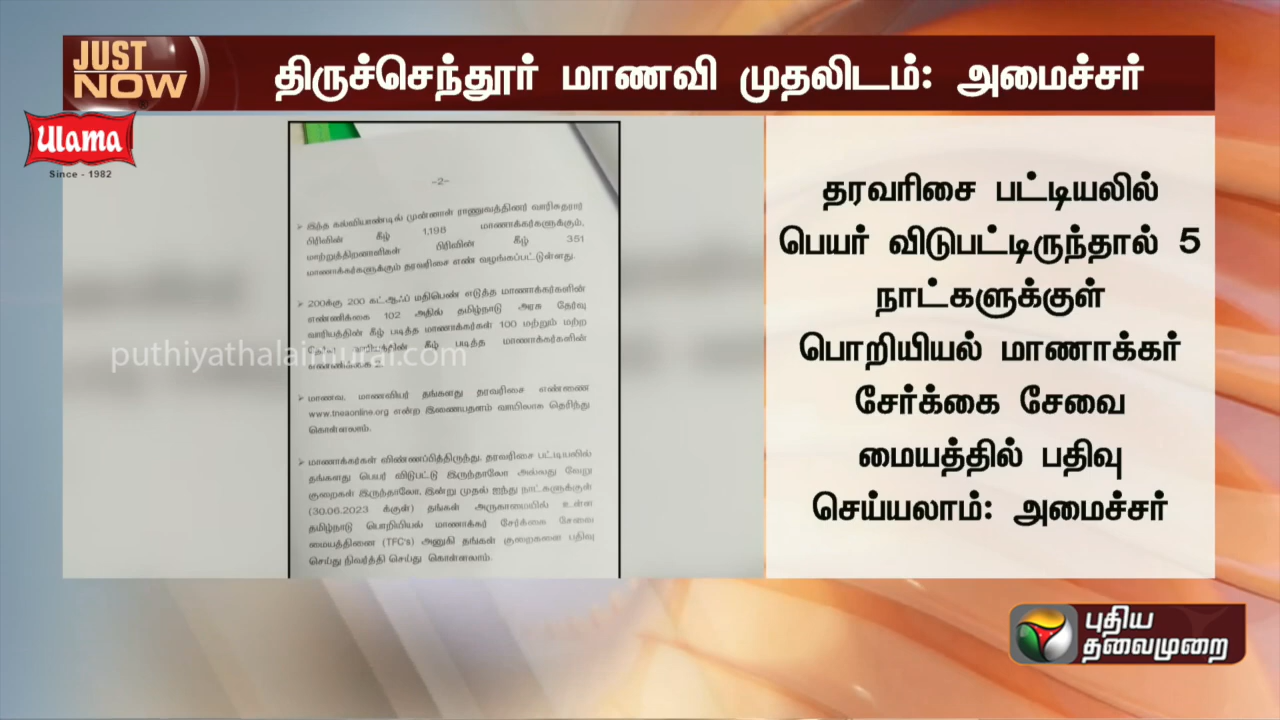 JUST NOW
திருச்செந்தூர் மாணவி முதலிடம்: அமைச்சர்
Ulama
Since - 1982
-2-
இந்த கல்வியாண்டில் முன்னாள் ராணுவத்தினர் வாரிசுதாரர்
பிரிவின் கீழ் 1,198 மாணாக்கர்களுக்கும்,
மாற்றுத்திறனாளிகள் பிரிவின் கீழ் 351
மாணாக்கர்களுக்கும் தரவரிசை எண் வழங்கப்பட்டுள்ளது.
200க்கு 200 கட்ஆஃப் மதிபெண் எடுத்த மாணாக்கர்களின்
எண்ணிக்கை 102 அதில் தமிழ்நாடு அரசு தேர்வு
வாரியத்தின் கீழ் படித்த மாணாக்கர்கள் 100 மற்றும் மற்ற
தேர்வு வாரியத்தின் கீழ் படித்த மாணாக்கர்களின்
எண்ணிக்கை 2.
puthiyathalaimurai.com
மாணவ, மாணவியர் தங்களது தரவரிசை எண்ணை
www.tneaonline.org என்ற இணையதளம் வாயிலாக தெரிந்து
கொள்ளலாம்.
மாணாக்கர்கள் விண்ணப்பித்திருந்து, தரவரிசை பட்டியலில்
தங்களது பெயர் விடுபட்டு இருந்தாலோ அல்லது வேறு
குறைகள் இருந்தாலோ, இன்று முதல் ஐந்து நாட்களுக்குள்
(30.06.2023 க்குள்) தங்கள் அருகாமையில் உள்ள
தமிழ்நாடு பொறியியல் மாணாக்கர் சேர்க்கை சேவை
மையத்தினை (TFC's) அணுகி தங்கள் குறைகளை பதிவு
செய்து நிவர்த்தி செய்து கொள்ளலாம்.
தரவரிசை பட்டியலில்
பெயர் விடுபட்டிருந்தால் 5
நாட்களுக்குள்
பொறியியல் மாணாக்கர்
சேர்க்கை சேவை
மையத்தில் பதிவு
செய்யலாம்: அமைச்சர்
புதிய
தலைமுறை